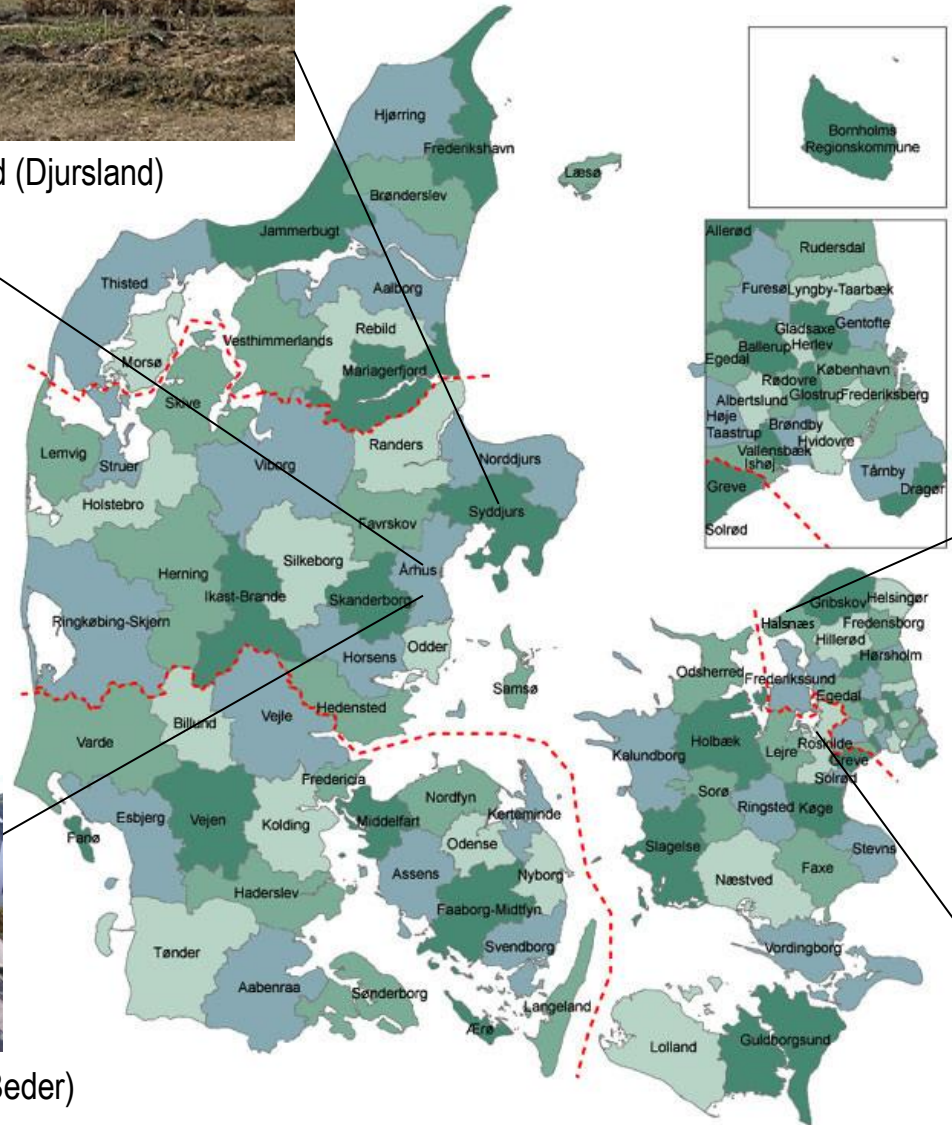 d (Djursland)
Hjørring
Frederikshavn
Læsø
Brønderslev
Jammerbugt
Thisted
Aalborg
Rebild
Vesthimmerlands
Morsø
Mariagerfjord
Skive
Randers
Lemvig
Struer
Viborg
Norddjurs
Holstebro
Syddjurs
Favrskov
Silkeborg
Århus
Herning
Ikast-Brande
Skanderborg
Ringkøbing-Skjern
Odder
Horsens
Samsø
Hedensted
Billund
Vejle
Varde
Fredericia
Nordfyn
Esbjerg
Vejen
Kolding
Middelfart
Kerteminde
Fanø
Odense
Assens
Nyborg
Haderslev
Faaborg-Midtfyn
Svendborg
Tønder
Aabenraa
Sønderborg
Langeland
Ærø
Beder)
Bornholms
Regionskommune
Allerød
Rudersdal
Furesø
Lyngby-Taarbæk
Gladsaxe
Gentofte
Ballerup
Herlev
Egedal
København
Rødovre
Albertslund
Glostrup
Frederiksberg
Høje
Taastrup
Brøndby
Hvidovre
Vallensbæk
Ishøj
Tårnby
Greve
Dragør
Solrød
Gribskov
Helsingør
Halsnæs
Fredensborg
Hillerød
Hørsholm
Odsherred
Frederikssund
Egedal
Kalundborg
Holbæk
Lejre
Roskilde
Greve
Solrød
Sorø
Ringsted
Køge
Slagelse
Stevns
Næstved
Faxe
Vordingborg
Lolland
Guldborgsund